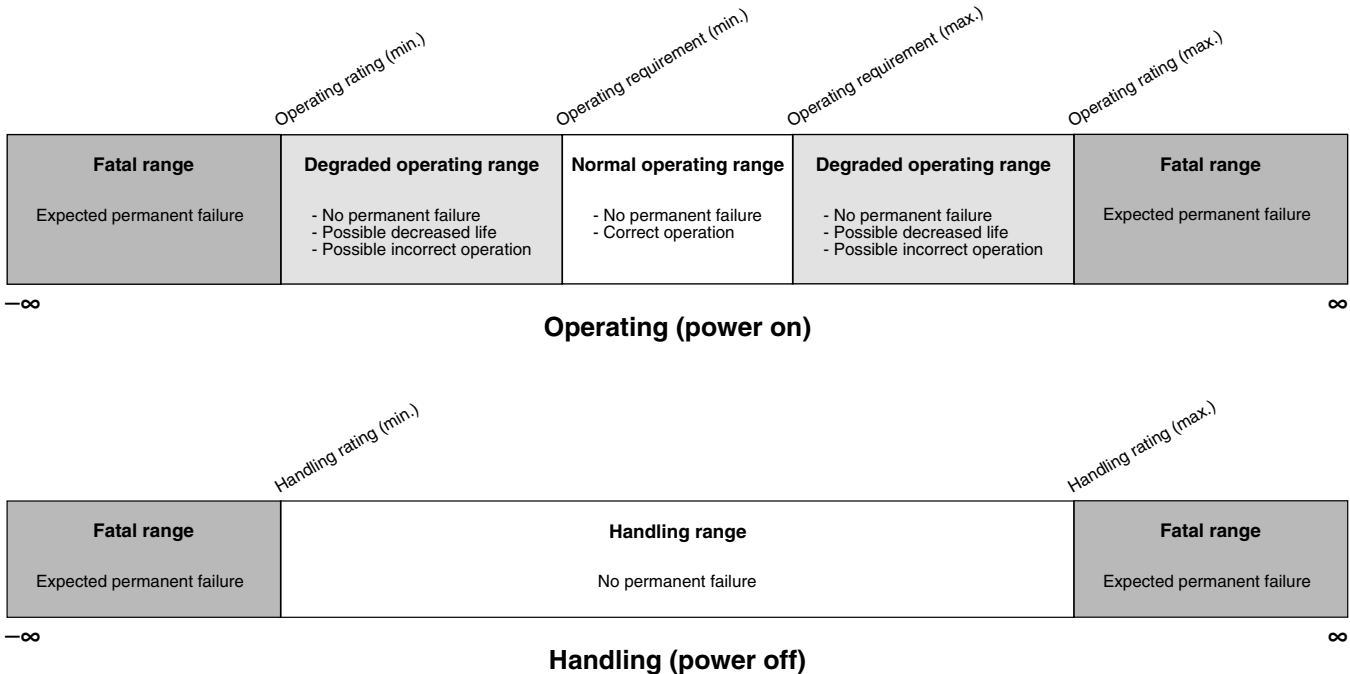 Operating rating (min.)
Operating requirement (min.)
Operating requirement (max.)
Operating rating (max.)
Fatal range
Degraded operating range
Normal operating range
Degraded operating range
Fatal range
Expected permanent failure
- No permanent failure
- Possible decreased life
- Possible incorrect operation
- No permanent failure
- Correct operation
- No permanent failure
- Possible decreased life
- Possible incorrect operation
Expected permanent failure
–∞
∞
Operating (power on)
Handling rating (min.)
Handling rating (max.)
Fatal range
Handling range
Fatal range
Expected permanent failure
No permanent failure
Expected permanent failure
–∞
∞
Handling (power off)